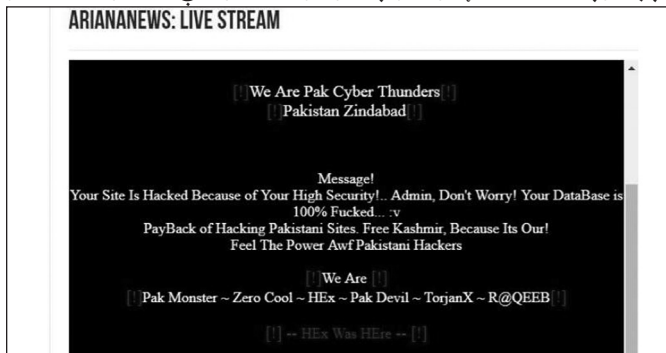 ARIANANEWS: LIVE STREAM
[!]We Are Pak Cyber Thunders[!]
[!]Pakistan Zindabad[!]
Message!
Your Site Is Hacked Because of Your High Security!.. Admin, Don't Worry! Your DataBase is
100% Fucked... :v
PayBack of Hacking Pakistani Sites. Free Kashmir, Because Its Our!
Feel The Power Awf Pakistani Hackers
[!]We Are [!]
[!]Pak Monster ~ Zero Cool ~ HEx ~ Pak Devil ~ TorjanX ~ R@QEEB[!]
[!] -- HEx Was HEre -- [!]